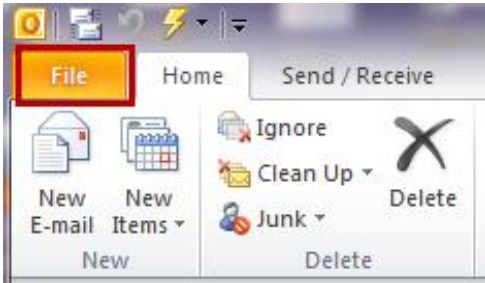 File Home Send / Receive
Ignore
Clean Up
New E-mail
New Items
Junk
Delete
New Delete